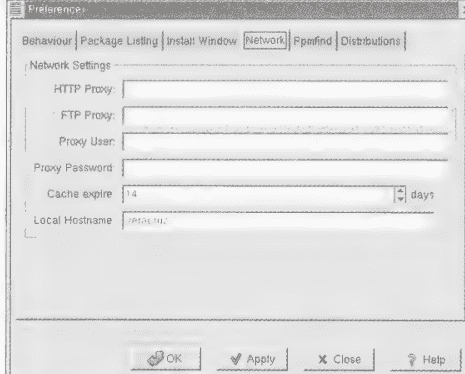 Preferences
Behaviour Package Listing Install Window Network Rpmfind Distributions
Network Settings
HTTP Proxy:
FTP Proxy:
Proxy User:
Proxy Password:
Cache expire 14 days
Local Hostname
OK Apply Close Help